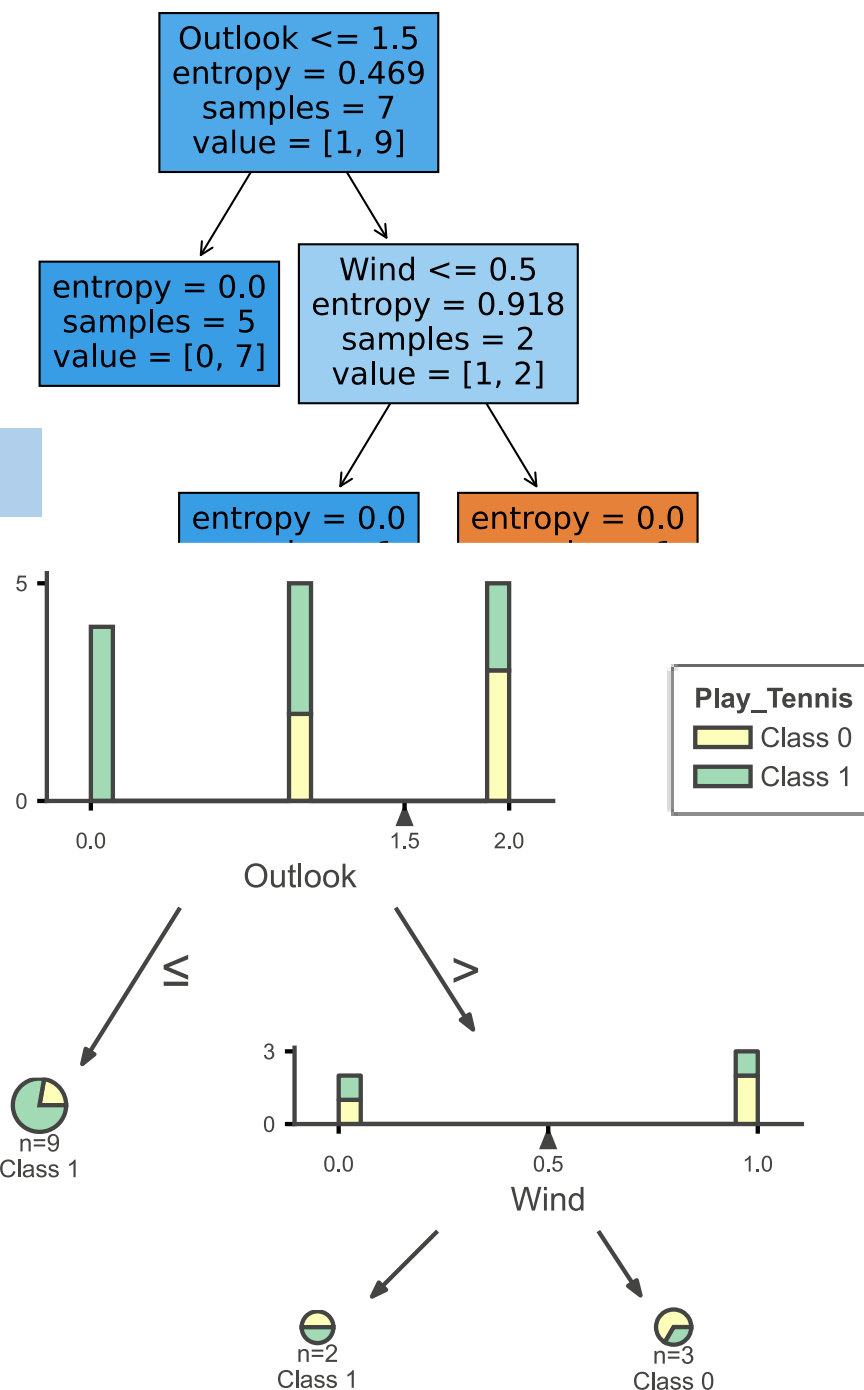 Outlook <= 1.5
entropy = 0.469
samples = 7
value = [1, 9]
entropy = 0.0
samples = 5
value = [0, 7]
Wind <= 0.5
entropy = 0.918
samples = 2
value = [1, 2]
entropy = 0.0
entropy = 0.0
5
0
0.0
1.5
2.0
Outlook
Play_Tennis
Class 0
Class 1
≤
>
n=9
Class 1
3
0
0.0
0.5
1.0
Wind
n=2
Class 1
n=3
Class 0